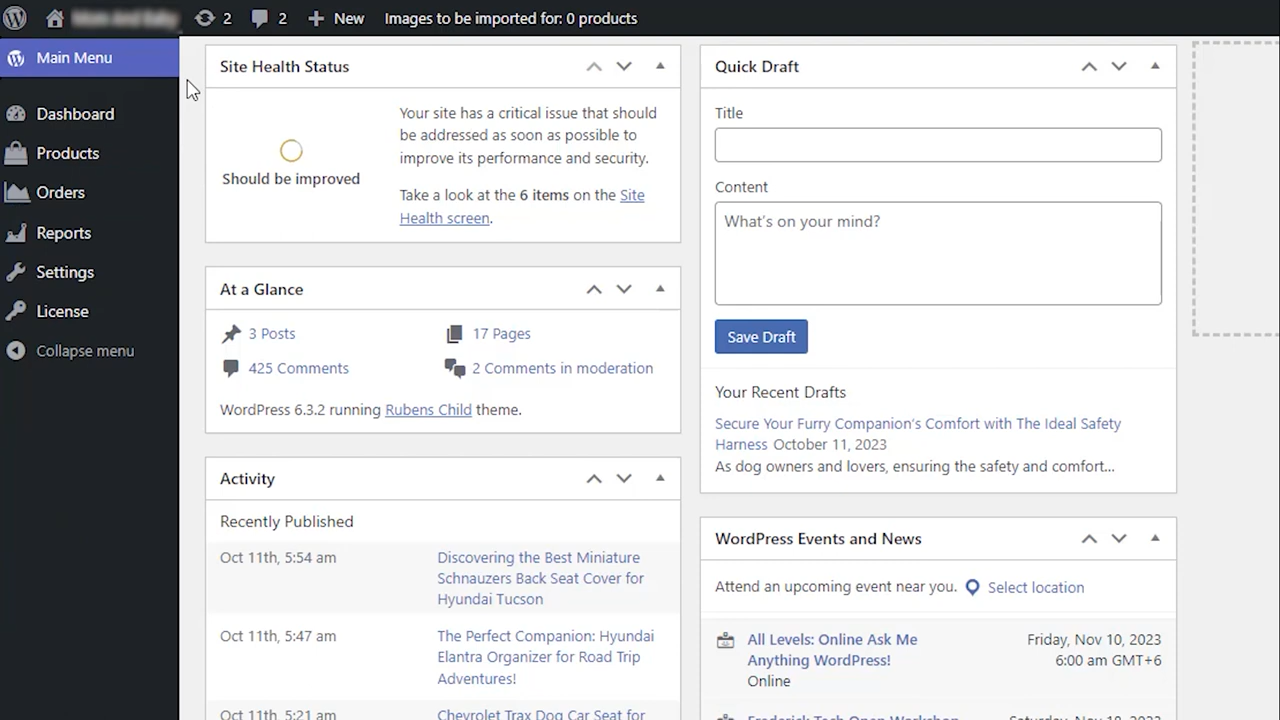 2
2
New
Images to be imported for: 0 products
Main Menu
Dashboard
Products
Orders
Reports
Settings
License
Collapse menu
Site Health Status
Should be improved
Your site has a critical issue that should
be addressed as soon as possible to
improve its performance and security.
Take a look at the 6 items on the Site
Health screen.
At a Glance
3 Posts
17 Pages
425 Comments
2 Comments in moderation
WordPress 6.3.2 running Rubens Child theme.
Activity
Recently Published
Oct 11th, 5:54 am
Discovering the Best Miniature
Schnauzers Back Seat Cover for
Hyundai Tucson
Oct 11th, 5:47 am
The Perfect Companion: Hyundai
Elantra Organizer for Road Trip
Adventures!
Oct 11th, 5:21 am
Chevrolet Trax Dog Car Seat for
Quick Draft
Title
Content
What's on your mind?
Save Draft
Your Recent Drafts
Secure Your Furry Companion's Comfort with The Ideal Safety
Harness October 11, 2023
As dog owners and lovers, ensuring the safety and comfort...
WordPress Events and News
Attend an upcoming event near you. Select location
All Levels: Online Ask Me
Anything WordPress!
Online
Friday, Nov 10, 2023
6:00 am GMT+6
Frederick Tech Open Workshop
Saturday, Nov 18, 2023